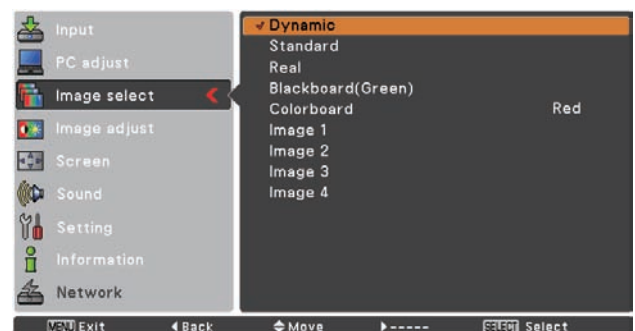 Input
PC adjust
Image select
Image adjust
Screen
Sound
Setting
Information
Network
Dynamic
Standard
Real
Blackboard(Green)
Colorboard Red
Image 1
Image 2
Image 3
Image 4
MENU Exit Back Move ----- SELECT Select